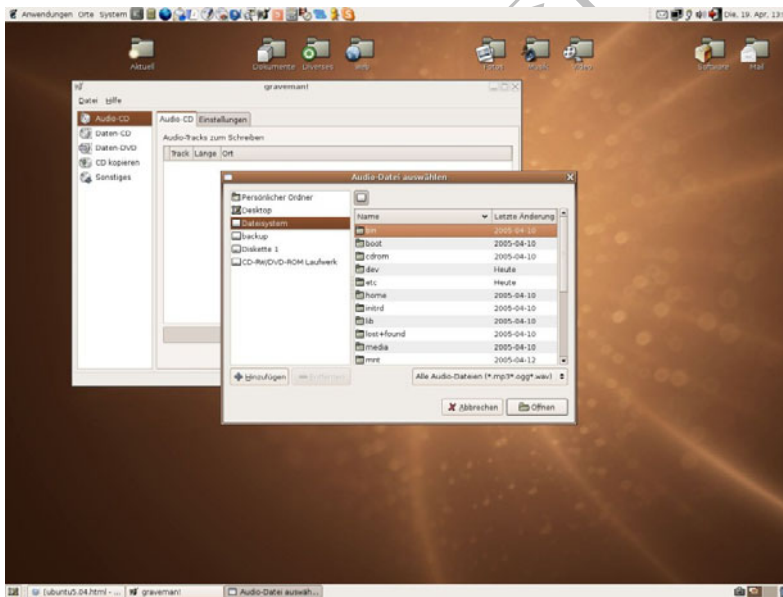 Anwendungen Orte System
Die, 19. Apr, 13:
Aktuell
Dokumente
Diverses
Web
Fotos
Musik
Video
Software
Mail
graveman!
Datei Hilfe
Audio-CD
Daten-CD
Daten-DVD
CD kopieren
Sonstiges
Audio-CD Einstellungen
Audio-Tracks zum Schreiben
Track Länge Ort
Audio-Datei auswählen
Persönlicher Ordner
Desktop
Dateisystem
backup
Diskette 1
CD-RW/DVD-ROM Laufwerk
Name Letzte Änderung
bin 2005-04-10
boot 2005-04-10
cdrom 2005-04-10
dev Heute
etc Heute
home 2005-04-10
initrd 2005-04-10
lib 2005-04-10
lost+found 2005-04-10
media 2005-04-10
mnt 2005-04-12
Hinzufügen
Alle Audio-Dateien (*.mp3*.ogg*.wav)
Abbrechen Öffnen
[ubuntu5.04.html - ... graveman! Audio-Datei auswäh...